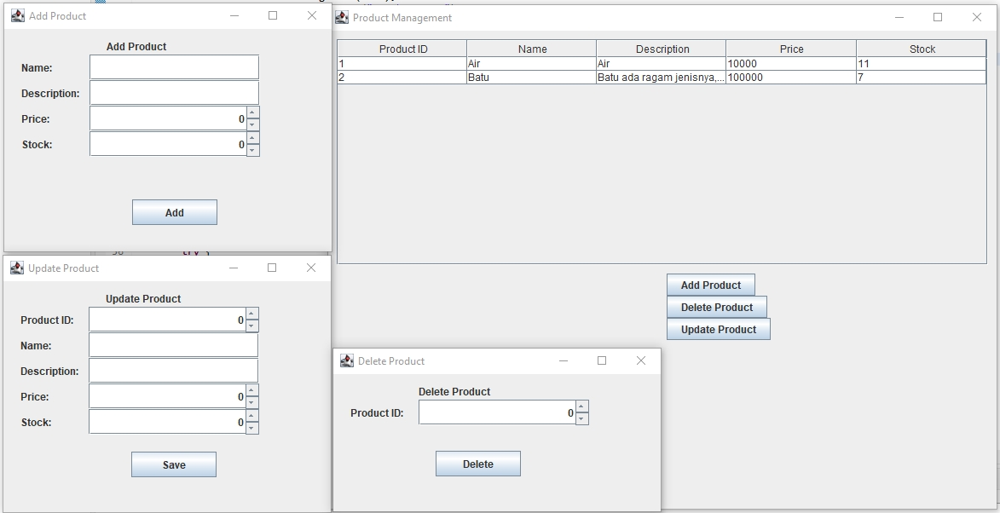 Add Product
Add Product
Name:
Description:
Price: 0
Stock: 0
Add
Product Management
Product ID Name Description Price Stock
1 Air Air 10000 11
2 Batu Batu ada ragam jenisnya,... 100000 7
Add Product
Delete Product
Update Product
Update Product
Update Product
Product ID: 0
Name:
Description:
Price: 0
Stock: 0
Save
Delete Product
Delete Product
Product ID: 0
Delete